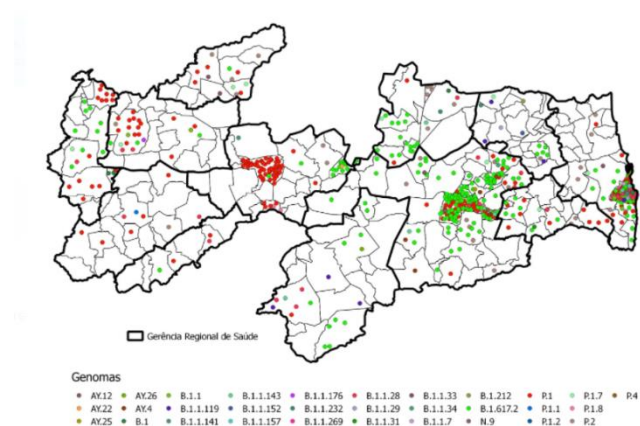 Gerência Regional de Saúde
Genomas
AY.12 AY.26 B.1.1 B.1.1.143 B.1.1.176 B.1.1.28 B.1.1.33 B.1.212 P.1 P.1.7 P.4
AY.22 AY.4 B.1.1.119 B.1.1.152 B.1.1.232 B.1.1.29 B.1.1.34 B.1.617.2 P.1.1 P.1.8
AY.25 B.1 B.1.1.141 B.1.1.157 B.1.1.269 B.1.1.31 B.1.1.7 N.9 P.1.2 P.2